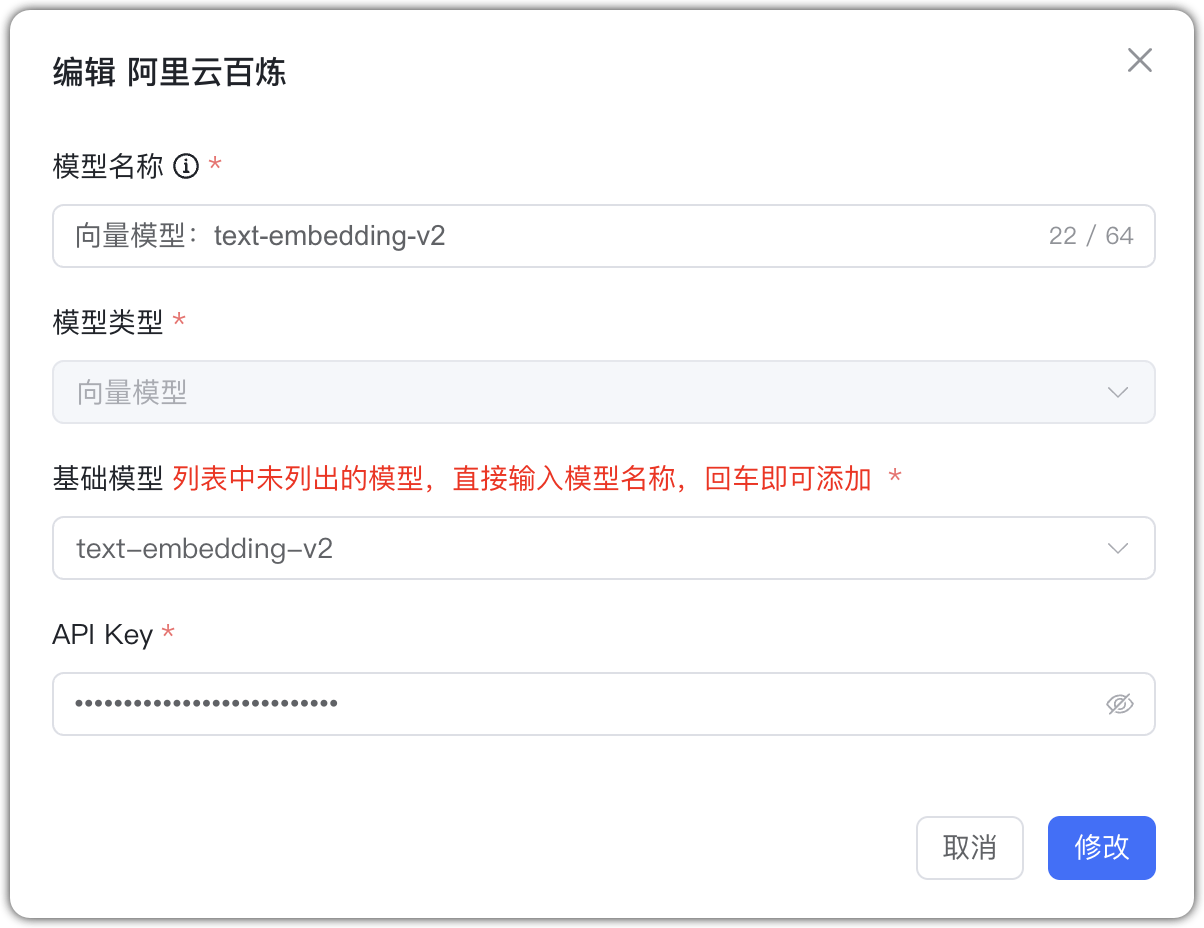 编辑 阿里云百炼
模型名称 *
向量模型：text-embedding-v2 22 / 64
模型类型 *
向量模型
基础模型 列表中未列出的模型，直接输入模型名称，回车即可添加 *
text-embedding-v2
API Key *
••••••••••••••••••••••••••••
取消 修改